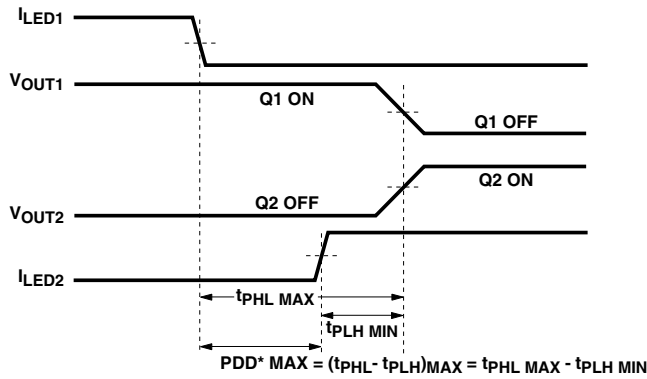 ILED1
VOUT1
Q1 ON
Q1 OFF
Q2 ON
Q2 OFF
VOUT2
ILED2
tPHL MAX
tPLH MIN
PDD* MAX = (tPHL- tPLH)MAX = tPHL MAX - tPLH MIN